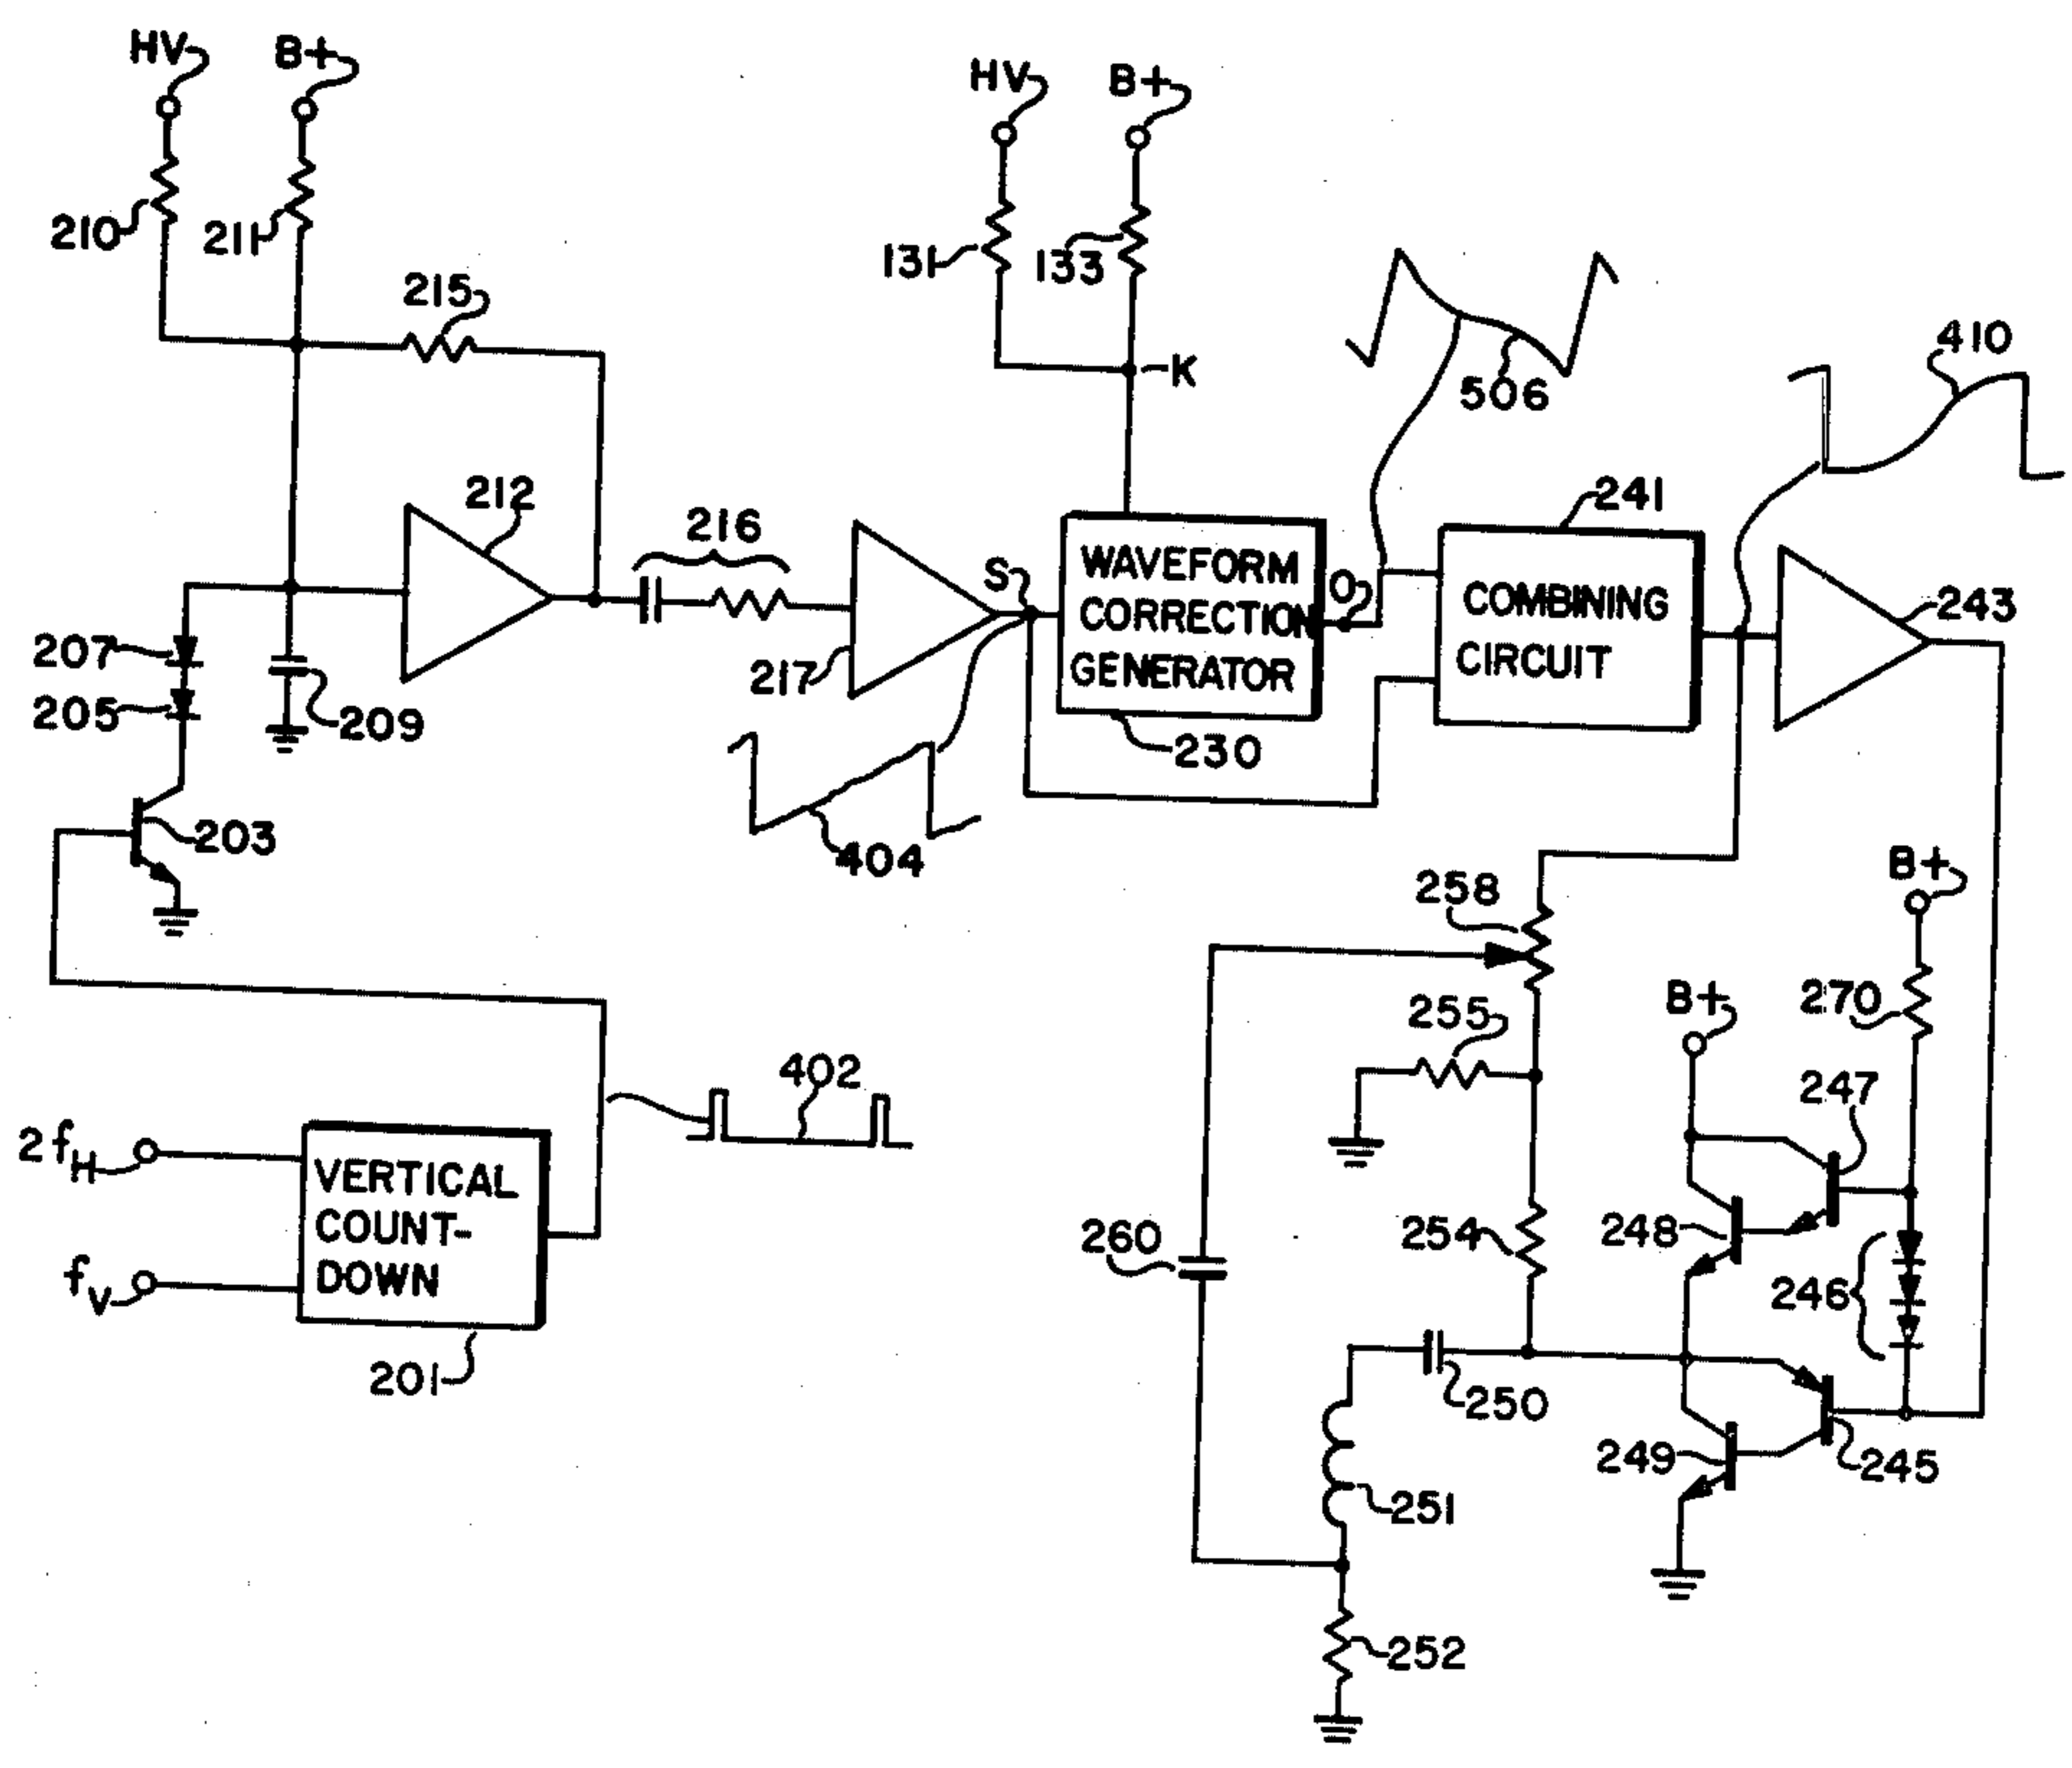 HV
B+
HV
B+
210
211
131
133
215
K
506
410
212
216
241
S
WAVEFORM
CORRECTION
GENERATOR
O
COMBINING
CIRCUIT
243
207
205
209
217
230
203
404
258
B+
255
B+
270
402
247
2fH
VERTICAL
COUNT-
DOWN
fV
260
254
248
246
201
250
249
245
251
252